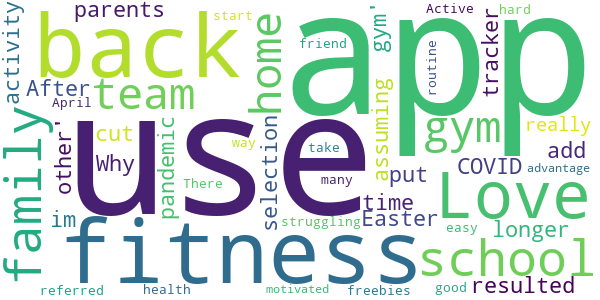 parents
start
Active
hard
activity
back
app
home
friend
gym'
routine
tracker
After
April
team
family
use
other'
cut
Why
pandemic
way
There
selection
assuming
take
many
gym
really
add
COVID
advantage
put
Love
time
Easter
longer
im
struggling
easy
fitness
school
referred
health
motivated
freebies
good
resulted